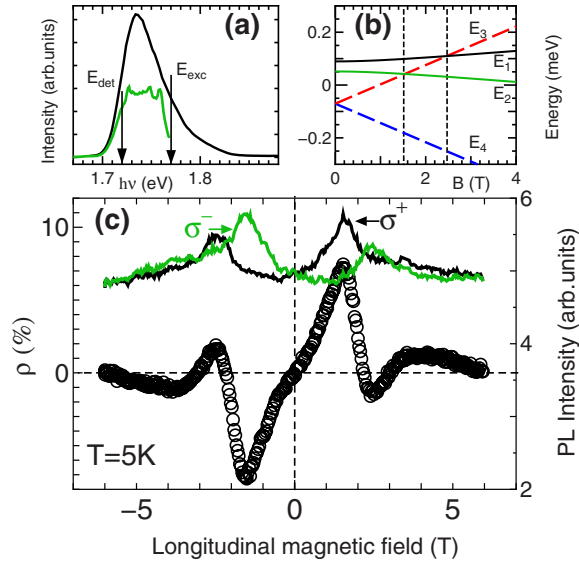 (a)
Intensity (arb.units)
E_det
E_exc
1.7
hν (eV)
1.8
(b)
0.2
0
−0.2
Energy (meV)
E_3
E_1
E_2
E_4
0
2
B (T)
4
(c)
10
0
ρ (%)
σ⁻
σ⁺
T=5K
6
5
4
3
2
PL Intensity (arb.units)
−5
0
5
Longitudinal magnetic field (T)